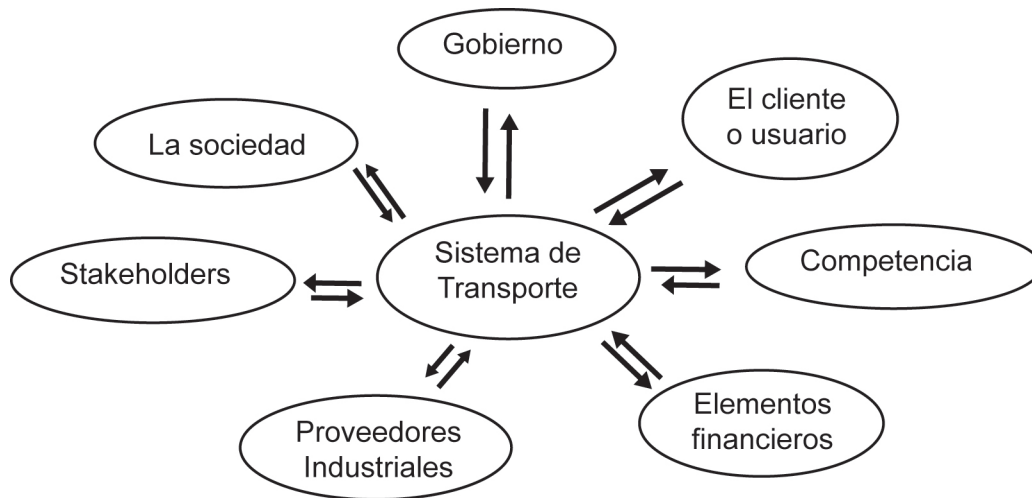 Gobierno
El cliente
o usuario
La sociedad
Sistema de
Transporte
Stakeholders
Competencia
Proveedores
Industriales
Elementos
financieros